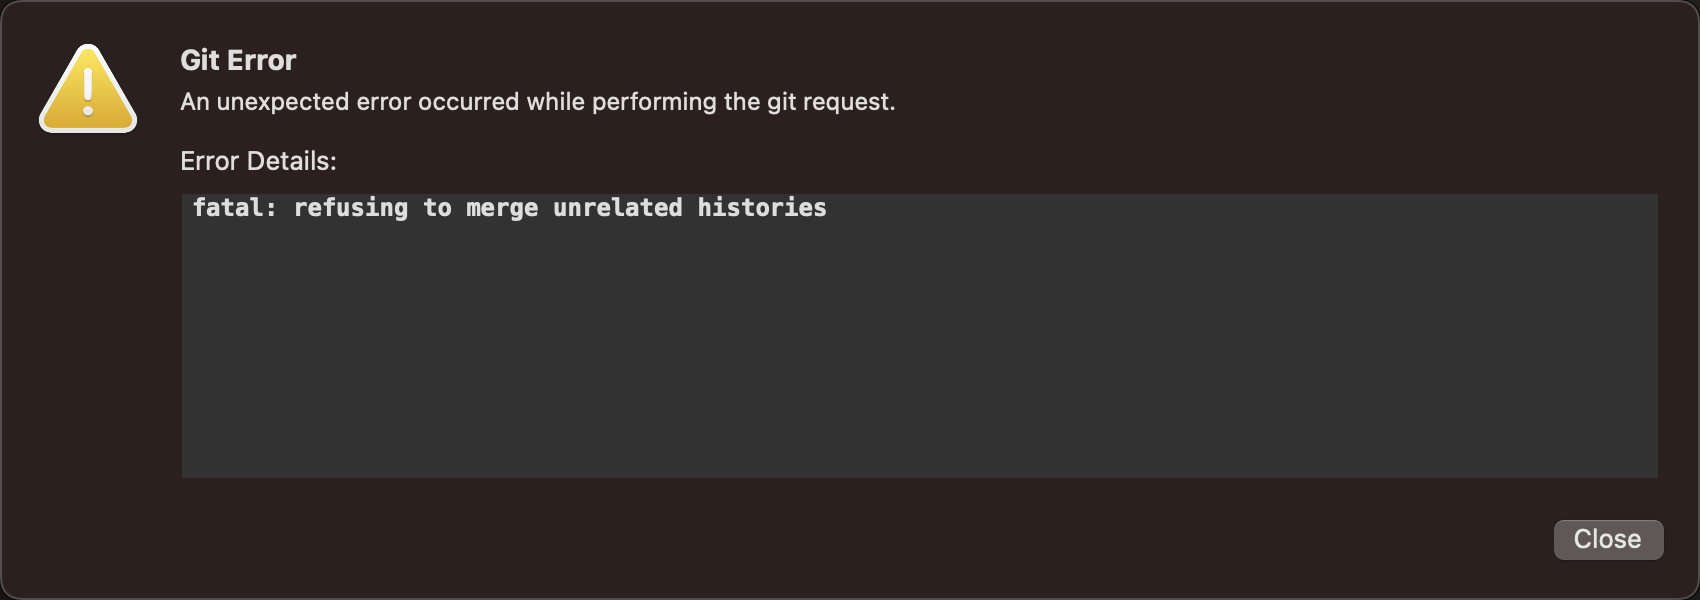 Git Error
An unexpected error occurred while performing the git request.
Error Details:
fatal: refusing to merge unrelated histories
Close